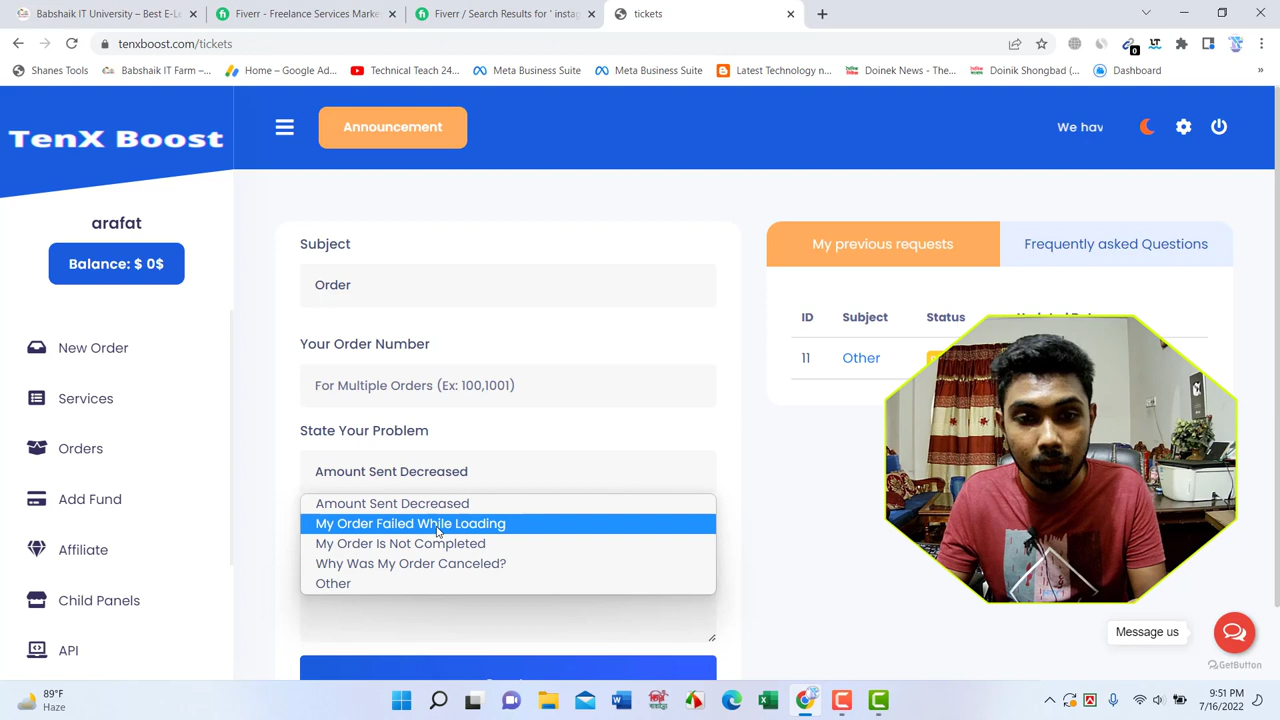 Babshaik IT University – Best E-Le
Fiverr - Freelance Services Marke
Fiverr / Search Results for ' instag
tickets
tenxboost.com/tickets
0
Shanes Tools
Babshaik IT Farm –...
Home – Google Ad...
Technical Teach 24...
Meta Business Suite
Meta Business Suite
Latest Technology n...
Doinek News - The...
Doinik Shongbad (...
Dashboard
»
TenX Boost
Announcement
We hav
arafat
Balance: $ 0$
New Order
Services
Orders
Add Fund
Affiliate
Child Panels
API
Subject
Order
Your Order Number
For Multiple Orders (Ex: 100,1001)
State Your Problem
Amount Sent Decreased
Amount Sent Decreased
My Order Failed While Loading
My Order Is Not Completed
Why Was My Order Canceled?
Other
My previous requests
Frequently asked Questions
ID Subject Status
11 Other
Message us
GetButton
89°F
Haze
9:51 PM
7/16/2022